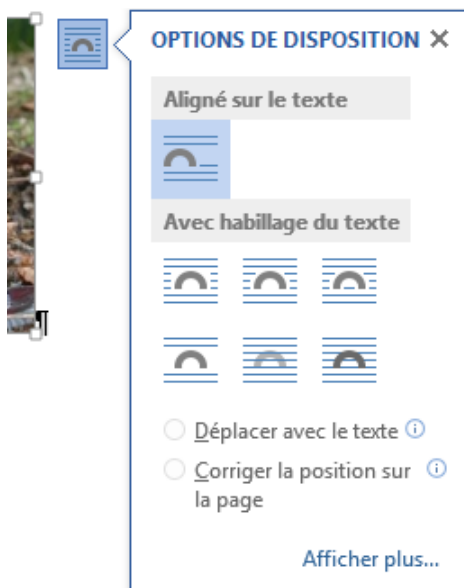 OPTIONS DE DISPOSITION ✕
Aligné sur le texte
Avec habillage du texte
Déplacer avec le texte
Corriger la position sur
la page
Afficher plus...
¶